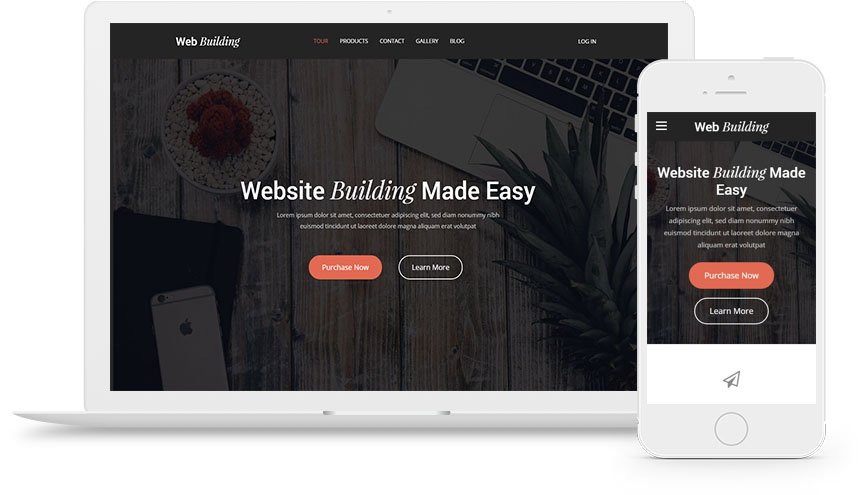 Web Building
TOUR PRODUCTS CONTACT GALLERY BLOG
LOG IN
Website Building Made Easy
Lorem ipsum dolor sit amet, consectetuer adipiscing elit, sed diam nonummy nibh
euismod tincidunt ut laoreet dolore magna aliquam erat volutpat
Purchase Now
Learn More
Web Building
Website Building Made
Easy
Lorem ipsum dolor sit amet, consectetuer
adipiscing elit, sed diam nonummy nibh
euismod tincidunt ut laoreet dolore magna
aliquam erat volutpat
Purchase Now
Learn More